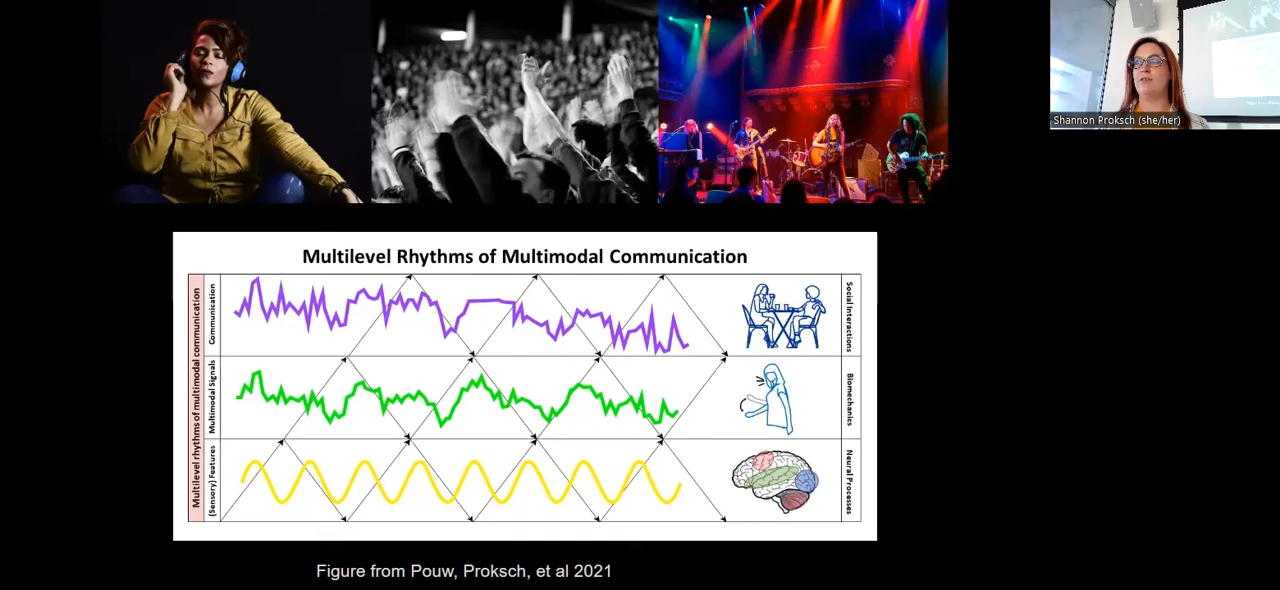 Shannon Proksch (she/her)
Multilevel Rhythms of Multimodal Communication
Multilevel rhythms of multimodal communication
Communication
Social Interactions
Multimodal Signals
Biomechanics
(Sensory) Features
Neural Processes
Figure from Pouw, Proksch, et al 2021